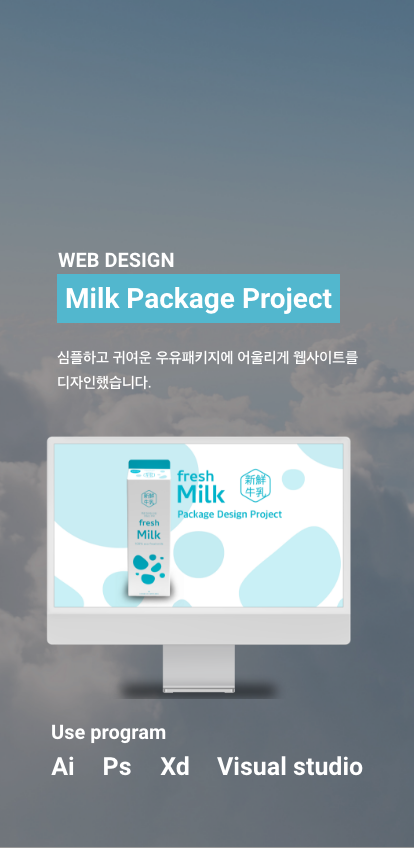 WEB DESIGN
Milk Package Project
심플하고 귀여운 우유패키지에 어울리게 웹사이트를
디자인했습니다.
fresh
Milk
新鮮
牛乳
Package Design Project
新鮮
牛乳
fresh
Milk
Use program
Ai Ps Xd Visual studio